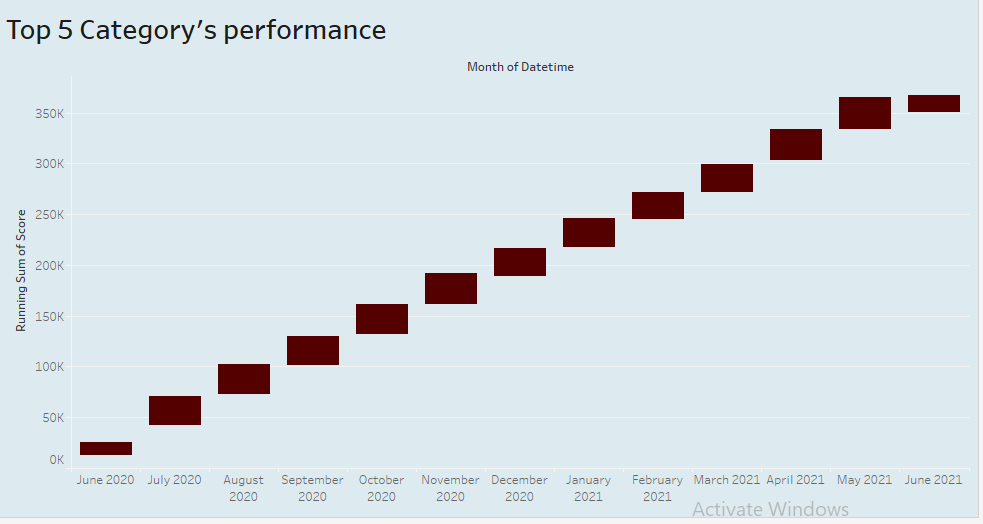 Top 5 Category’s performance
Month of Datetime
Running Sum of Score
350K
300K
250K
200K
150K
100K
50K
0K
June 2020 July 2020 August 2020 September 2020 October 2020 November 2020 December 2020 January 2021 February 2021 March 2021 April 2021 May 2021 June 2021
Activate Windows